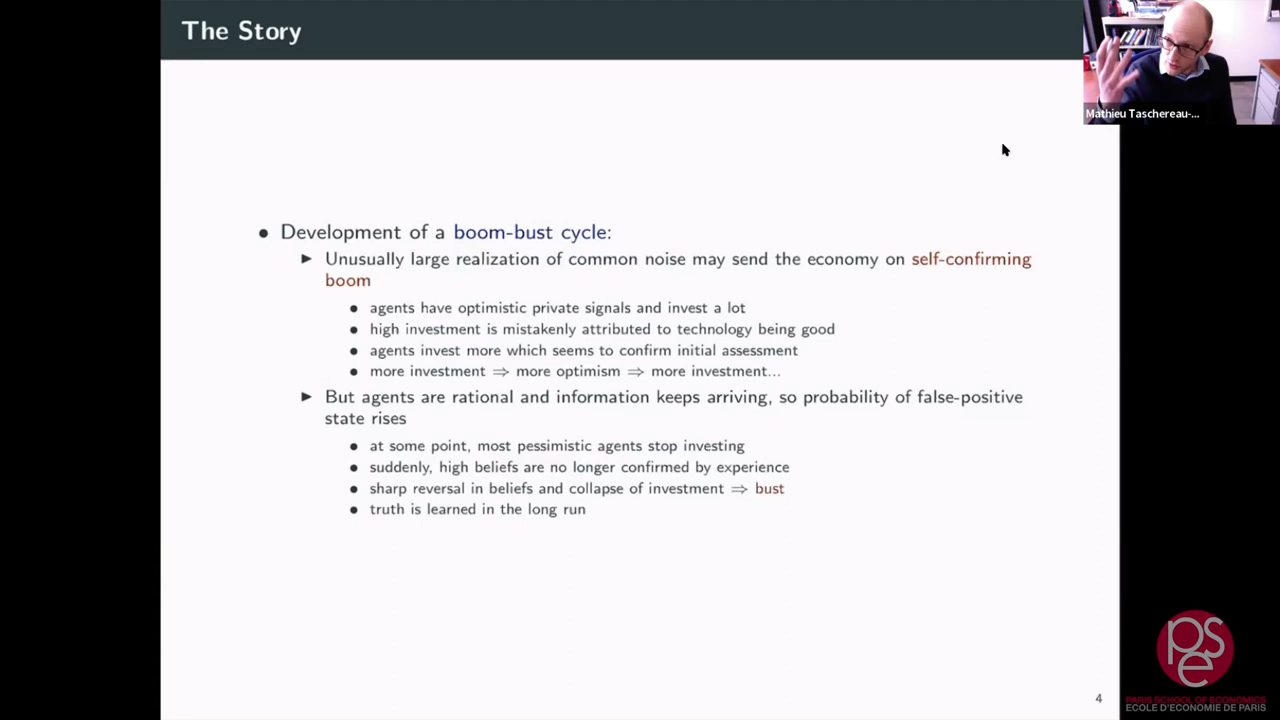 The Story
Mathieu Taschereau-...
• Development of a boom-bust cycle:
▶ Unusually large realization of common noise may send the economy on self-confirming
boom
• agents have optimistic private signals and invest a lot
• high investment is mistakenly attributed to technology being good
• agents invest more which seems to confirm initial assessment
• more investment ⇒ more optimism ⇒ more investment...
▶ But agents are rational and information keeps arriving, so probability of false-positive
state rises
• at some point, most pessimistic agents stop investing
• suddenly, high beliefs are no longer confirmed by experience
• sharp reversal in beliefs and collapse of investment ⇒ bust
• truth is learned in the long run
4
pse
PARIS SCHOOL OF ECONOMICS
ECOLE D'ECONOMIE DE PARIS